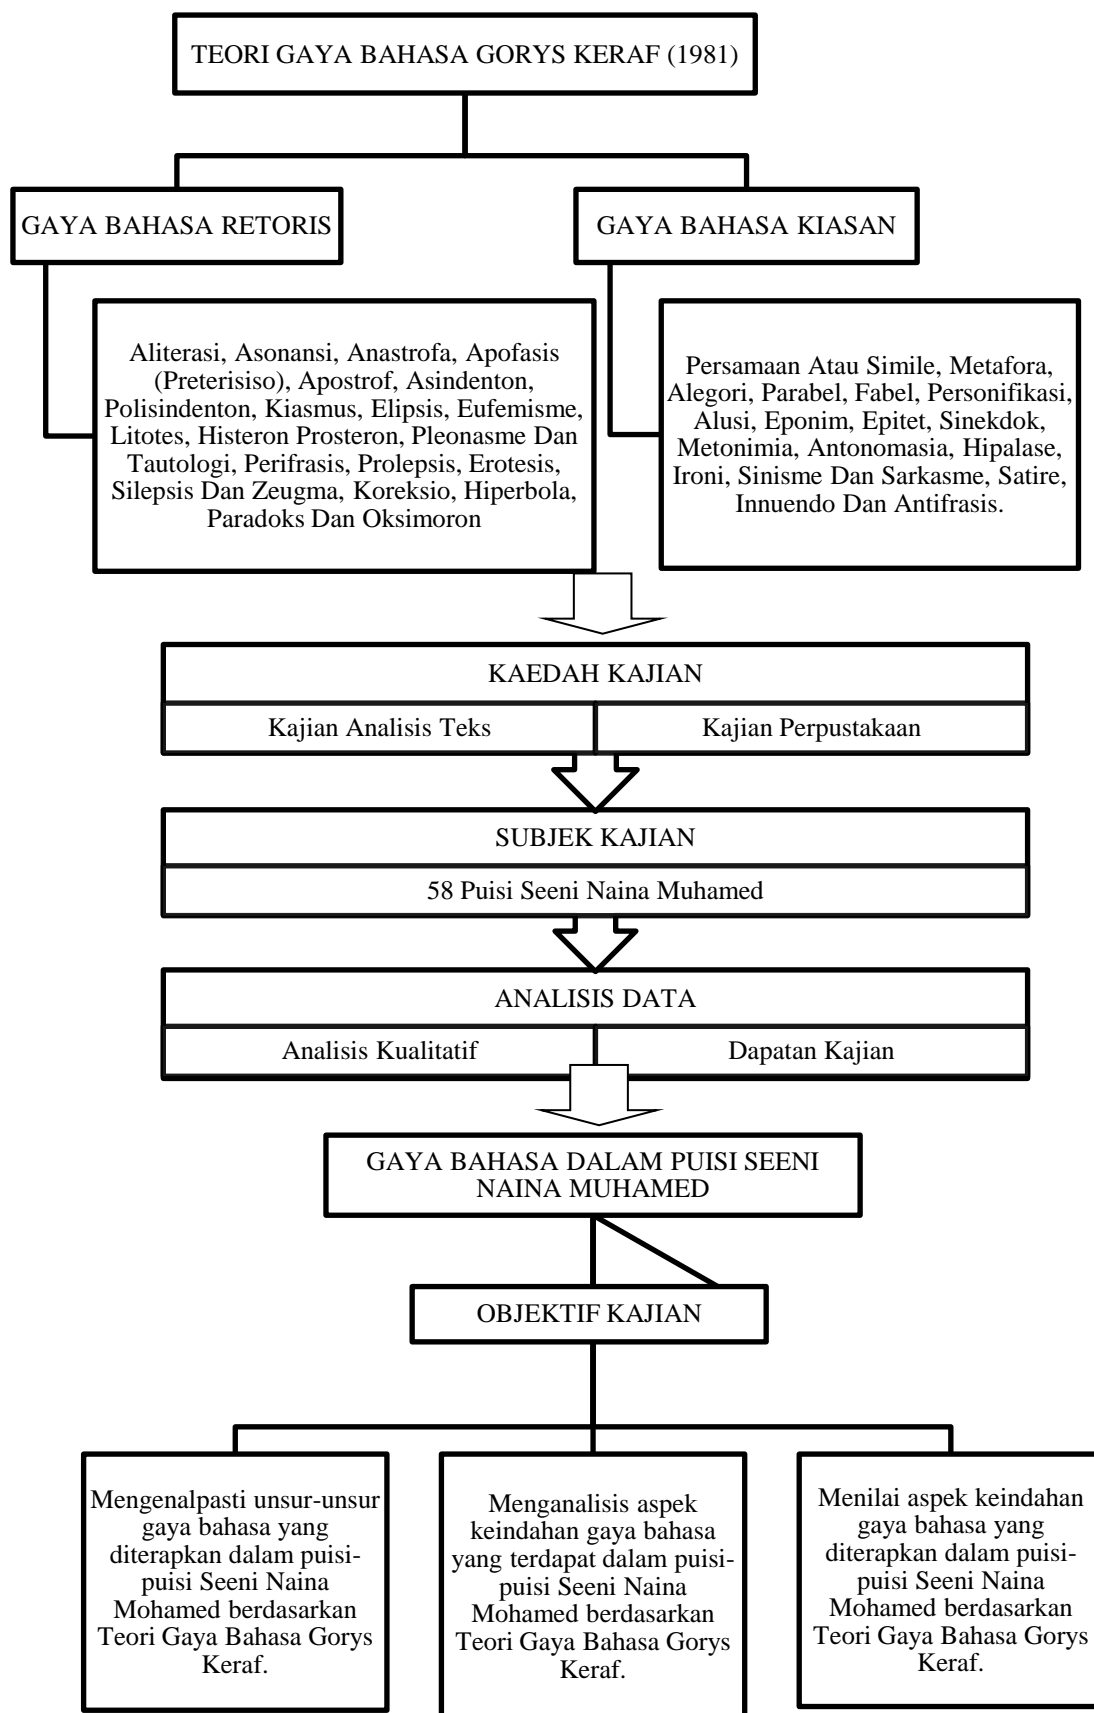 TEORI GAYA BAHASA GORYS KERAF (1981)
GAYA BAHASA RETORIS
GAYA BAHASA KIASAN
Aliterasi, Asonansi, Anastrofa, Apofasis
(Preterisiso), Apostrof, Asindenton,
Polisindenton, Kiasmus, Elipsis, Eufemisme,
Litotes, Histeron Prosteron, Pleonasme Dan
Tautologi, Perifrasis, Prolepsis, Erotesis,
Silepsis Dan Zeugma, Koreksio, Hiperbola,
Paradoks Dan Oksimoron
Persamaan Atau Simile, Metafora,
Alegori, Parabel, Fabel, Personifikasi,
Alusi, Eponim, Epitet, Sinekdok,
Metonimia, Antonomasia, Hipalase,
Ironi, Sinisme Dan Sarkasme, Satire,
Innuendo Dan Antifrasis.
KAEDAH KAJIAN
Kajian Analisis Teks
Kajian Perpustakaan
SUBJEK KAJIAN
58 Puisi Seeni Naina Muhamed
ANALISIS DATA
Analisis Kualitatif
Dapatan Kajian
GAYA BAHASA DALAM PUISI SEENI
NAINA MUHAMED
OBJEKTIF KAJIAN
Mengenalpasti unsur-unsur
gaya bahasa yang
diterapkan dalam puisi-
puisi Seeni Naina
Mohamed berdasarkan
Teori Gaya Bahasa Gorys
Keraf.
Menganalisis aspek
keindahan gaya bahasa
yang terdapat dalam puisi-
puisi Seeni Naina
Mohamed berdasarkan
Teori Gaya Bahasa Gorys
Keraf.
Menilai aspek keindahan
gaya bahasa yang
diterapkan dalam puisi-
puisi Seeni Naina
Mohamed berdasarkan
Teori Gaya Bahasa Gorys
Keraf.